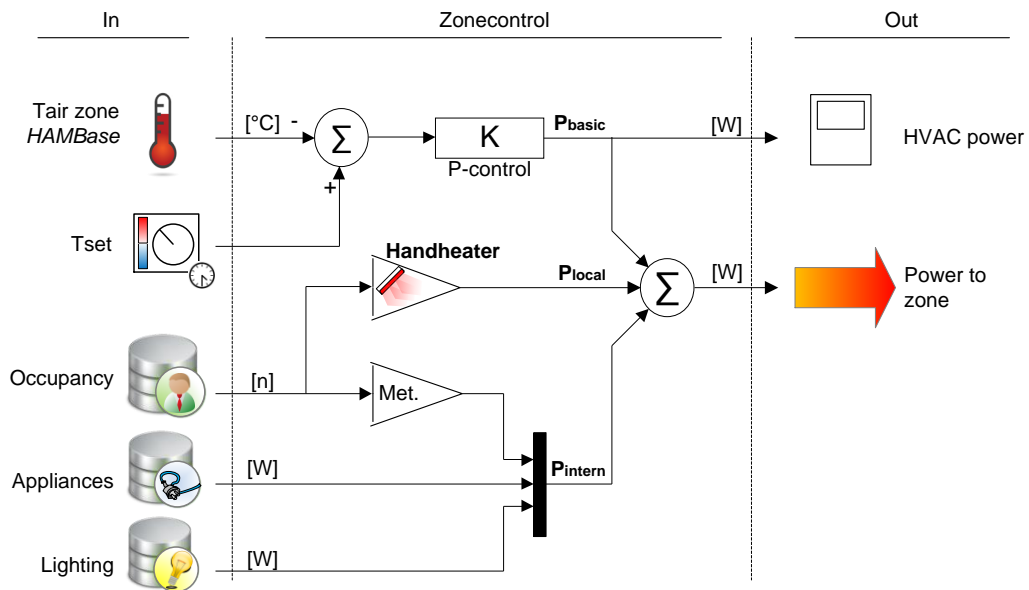 In
Zonecontrol
Out
Tair zone
HAMBase
[°C]
-
Σ
K
P-control
Pbasic
[W]
HVAC power
+
Tset
Handheater
Plocal
Σ
[W]
Power to
zone
Occupancy
[n]
Met.
Appliances
[W]
Pintern
Lighting
[W]